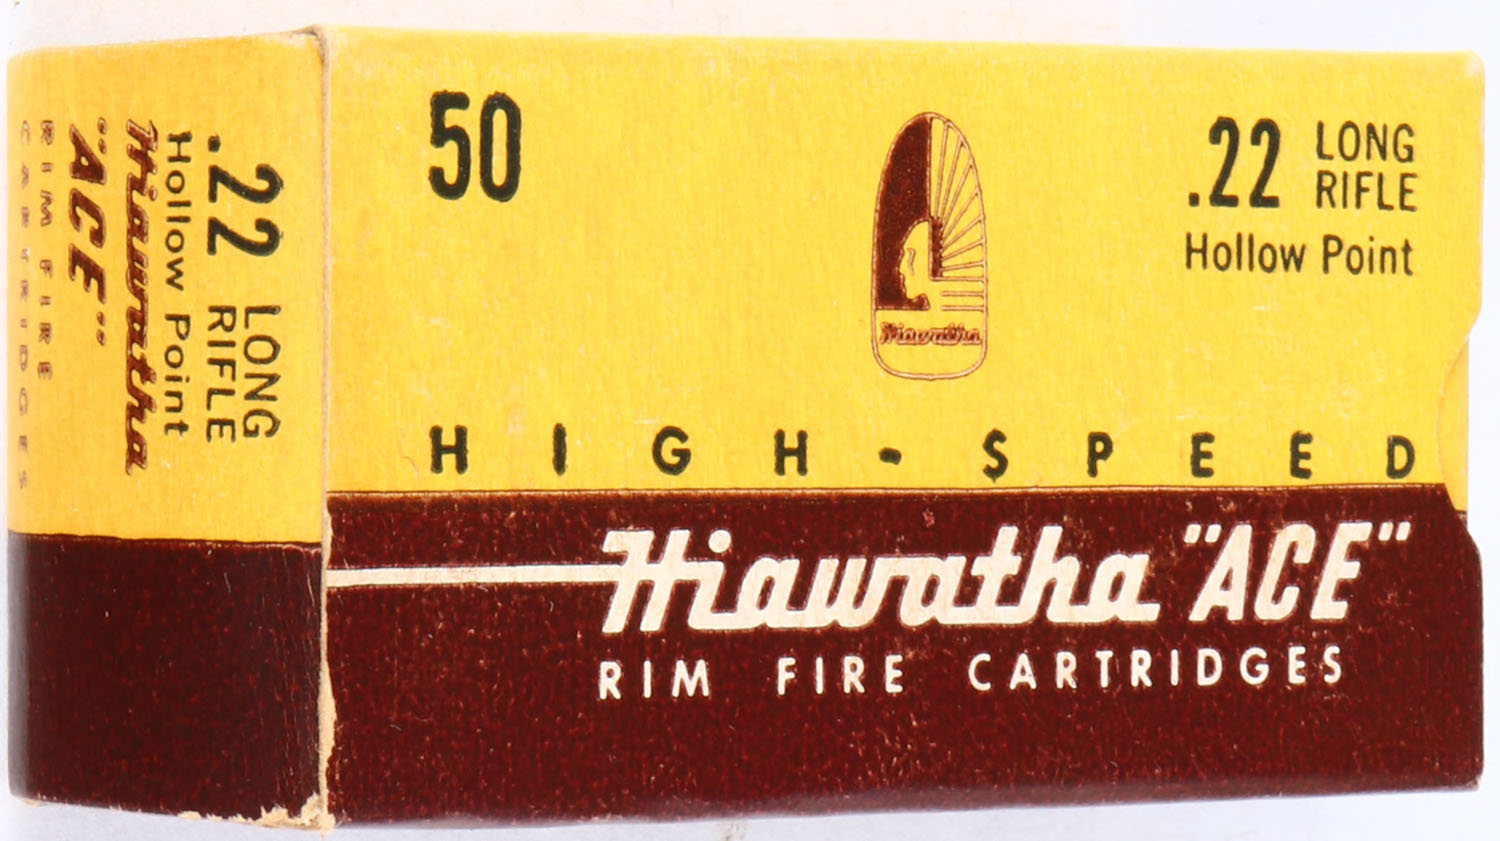 50
.22 LONG RIFLE
Hollow Point
Hiawatha
HIGH-SPEED
Hiawatha "ACE"
RIM FIRE CARTRIDGES
.22 LONG RIFLE
Hollow Point
Hiawatha
"ACE"
RIM FIRE
CARTRIDGES